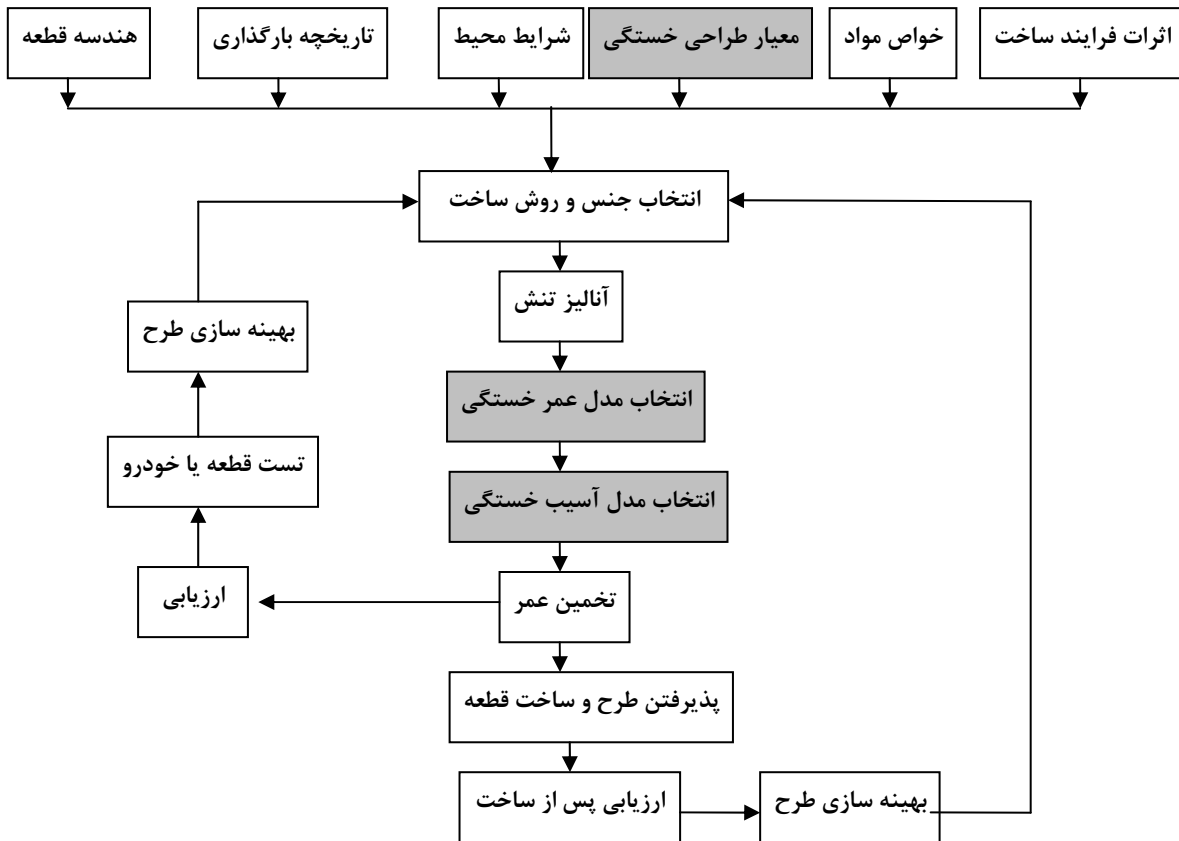 اثرات فرایند ساخت
خواص مواد
معیار طراحی خستگی
شرایط محیط
تاریخچه بارگذاری
هندسه قطعه
انتخاب جنس و روش ساخت
آنالیز تنش
بهینه سازی طرح
انتخاب مدل عمر خستگی
تست قطعه یا خودرو
انتخاب مدل آسیب خستگی
تخمین عمر
ارزیابی
پذیرفتن طرح و ساخت قطعه
ارزیابی پس از ساخت
بهینه سازی طرح